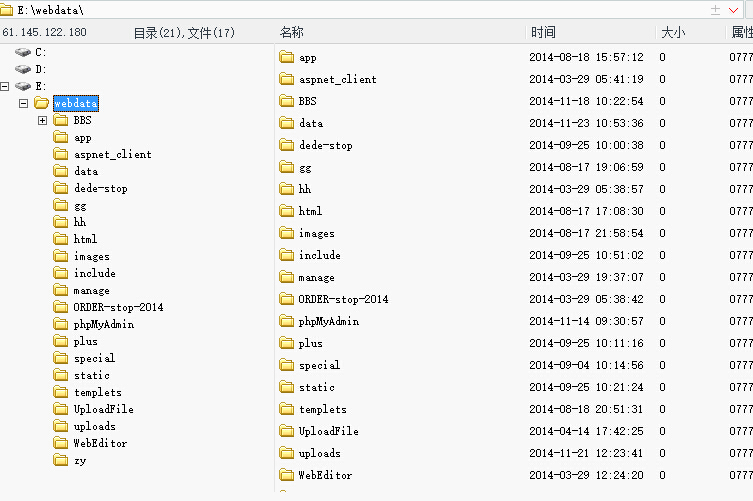 E:\webdata\
61.145.122.180 目录(21),文件(17) 名称 时间 大小 属性
C:
D:
E:
webdata
BBS
app
aspnet_client
data
dede-stop
gg
hh
html
images
include
manage
ORDER-stop-2014
phpMyAdmin
plus
special
static
templets
UploadFile
uploads
WebEditor
zy
app 2014-08-18 15:57:12 0 0777
aspnet_client 2014-03-29 05:41:19 0 0777
BBS 2014-11-18 10:22:54 0 0777
data 2014-11-23 10:53:36 0 0777
dede-stop 2014-09-25 10:00:38 0 0777
gg 2014-08-17 19:06:59 0 0777
hh 2014-03-29 05:38:57 0 0777
html 2014-08-17 17:08:30 0 0777
images 2014-08-17 21:58:54 0 0777
include 2014-09-25 10:51:02 0 0777
manage 2014-03-29 19:37:07 0 0777
ORDER-stop-2014 2014-03-29 05:38:42 0 0777
phpMyAdmin 2014-11-14 09:30:57 0 0777
plus 2014-09-25 10:11:16 0 0777
special 2014-09-04 10:14:56 0 0777
static 2014-09-25 10:21:24 0 0777
templets 2014-08-18 20:51:31 0 0777
UploadFile 2014-04-14 17:42:25 0 0777
uploads 2014-11-21 12:23:41 0 0777
WebEditor 2014-03-29 12:24:20 0 0777